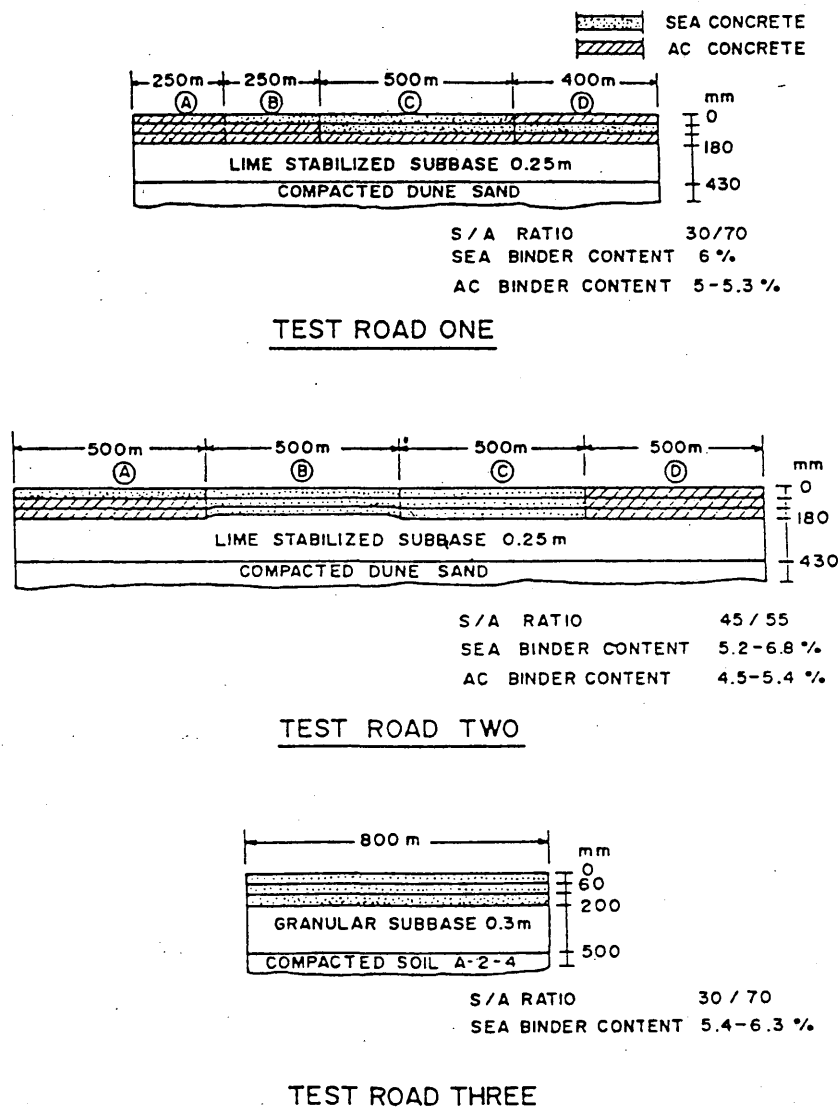 SEA CONCRETE
AC CONCRETE
250m 250m 500m 400m
A B C D
mm
0
180
430
LIME STABILIZED SUBBASE 0.25m
COMPACTED DUNE SAND
S/A RATIO 30/70
SEA BINDER CONTENT 6 %
AC BINDER CONTENT 5-5.3 %
TEST ROAD ONE
500m 500m 500m 500m
A B C D
mm
0
180
430
LIME STABILIZED SUBBASE 0.25m
COMPACTED DUNE SAND
S/A RATIO 45/55
SEA BINDER CONTENT 5.2-6.8 %
AC BINDER CONTENT 4.5-5.4 %
TEST ROAD TWO
800m
mm
0
60
200
500
GRANULAR SUBBASE 0.3m
COMPACTED SOIL A-2-4
S/A RATIO 30/70
SEA BINDER CONTENT 5.4-6.3 %
TEST ROAD THREE